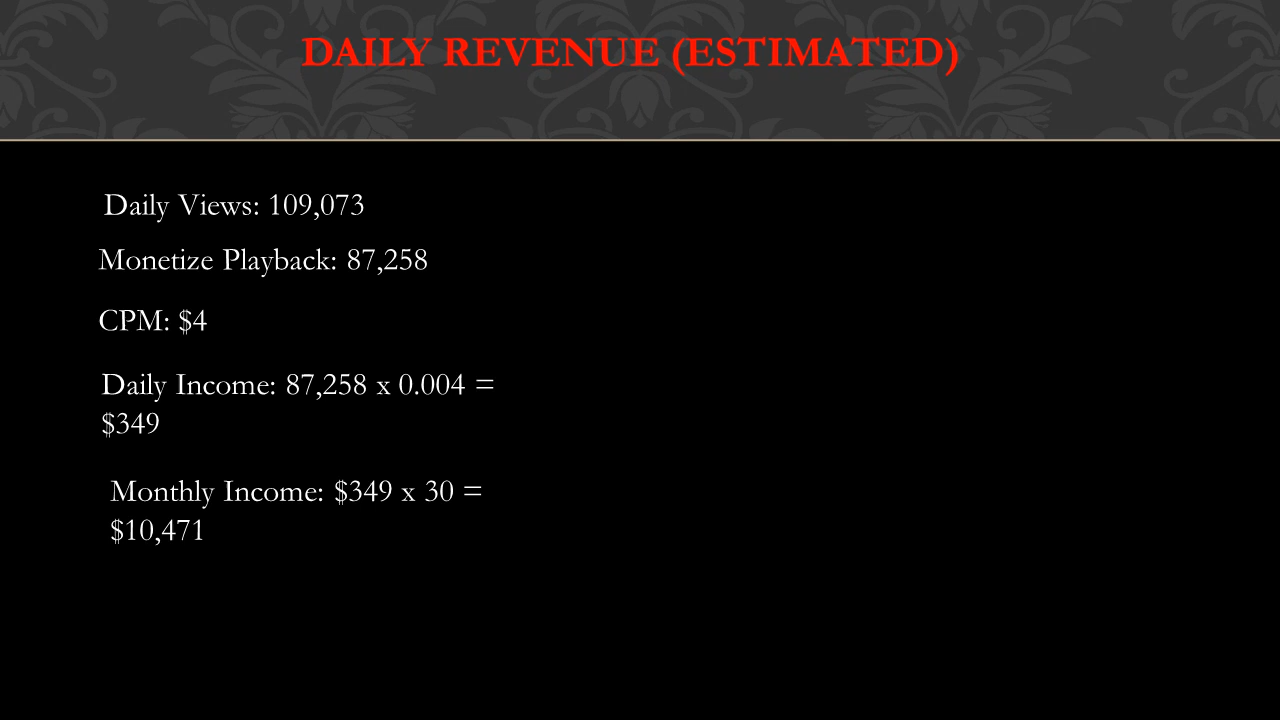 DAILY REVENUE (ESTIMATED)
Daily Views: 109,073
Monetize Playback: 87,258
CPM: $4
Daily Income: 87,258 x 0.004 =
$349
Monthly Income: $349 x 30 =
$10,471